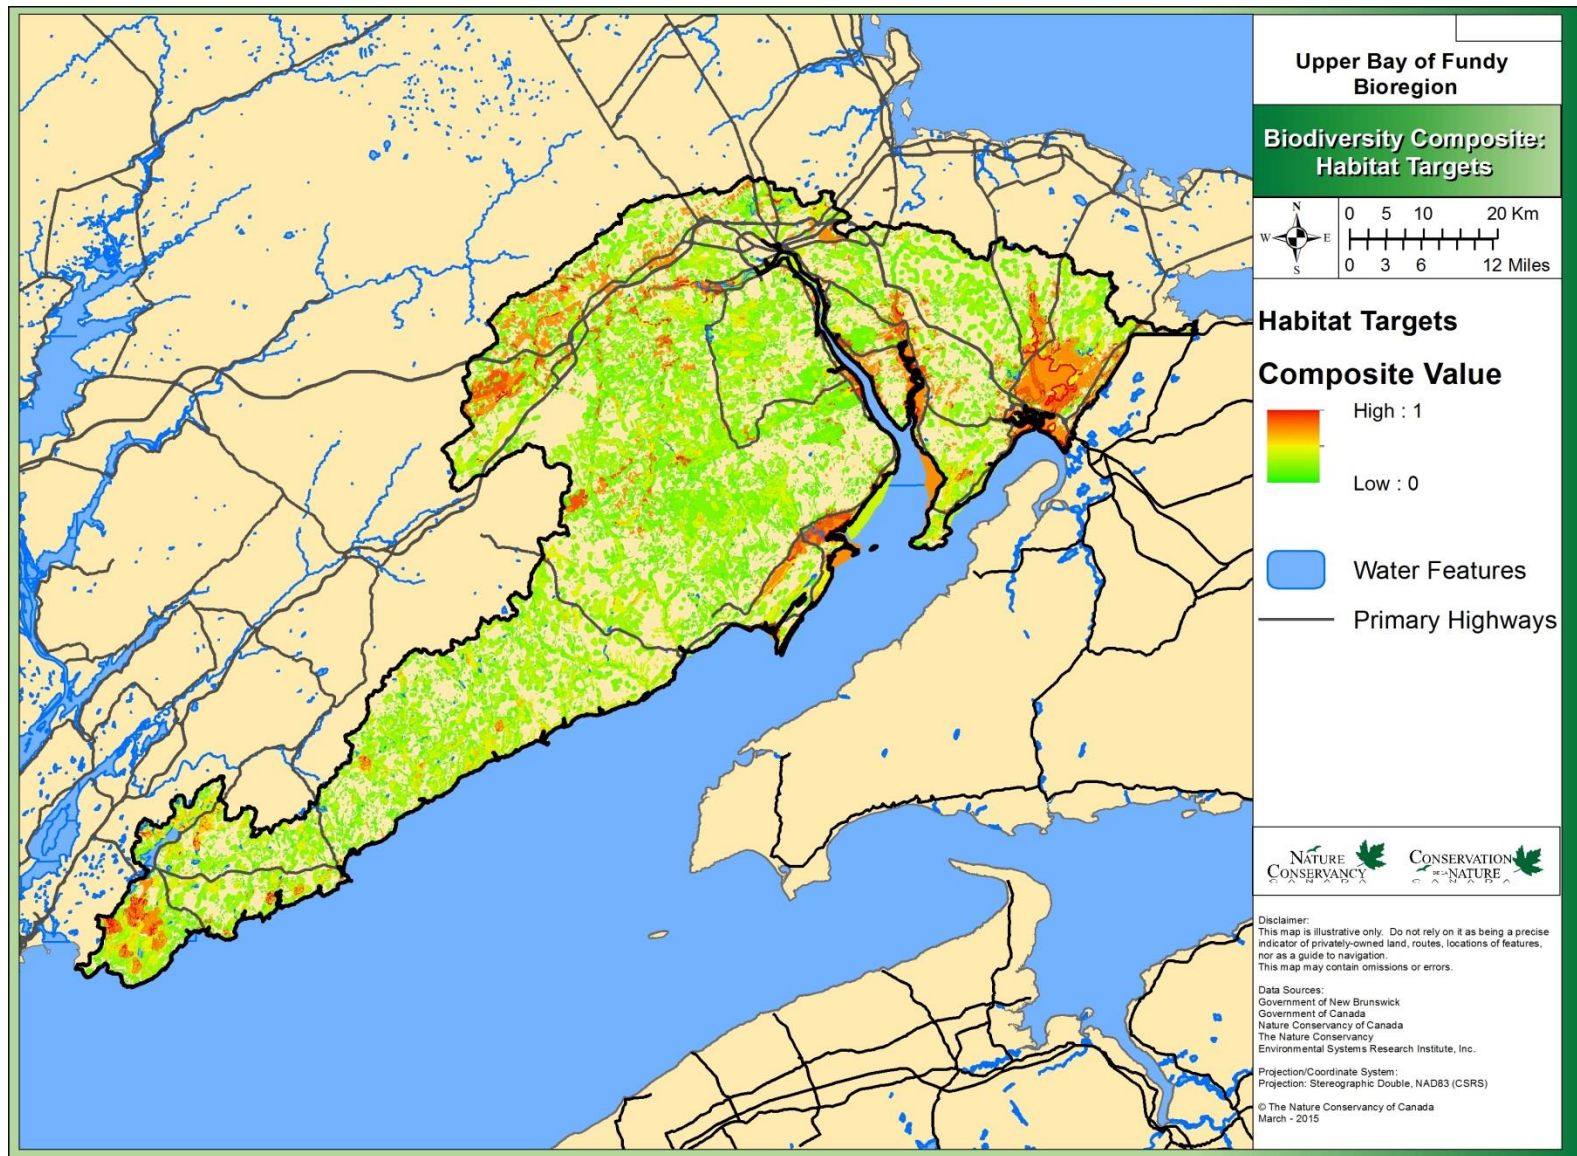 Upper Bay of Fundy
Bioregion
Biodiversity Composite:
Habitat Targets
N
W E
S
0 5 10 20 Km
0 3 6 12 Miles
Habitat Targets
Composite Value
High : 1
Low : 0
Water Features
Primary Highways
NATURE
CONSERVANCY
CANADA
CONSERVATION
DE LA NATURE
CANADA
Disclaimer:
This map is illustrative only. Do not rely on it as being a precise
indicator of privately-owned land, routes, locations of features,
nor as a guide to navigation.
This map may contain omissions or errors.
Data Sources:
Government of New Brunswick
Government of Canada
Nature Conservancy of Canada
The Nature Conservancy
Environmental Systems Research Institute, Inc.
Projection/Coordinate System:
Projection: Stereographic Double, NAD83 (CSRS)
© The Nature Conservancy of Canada
March - 2015